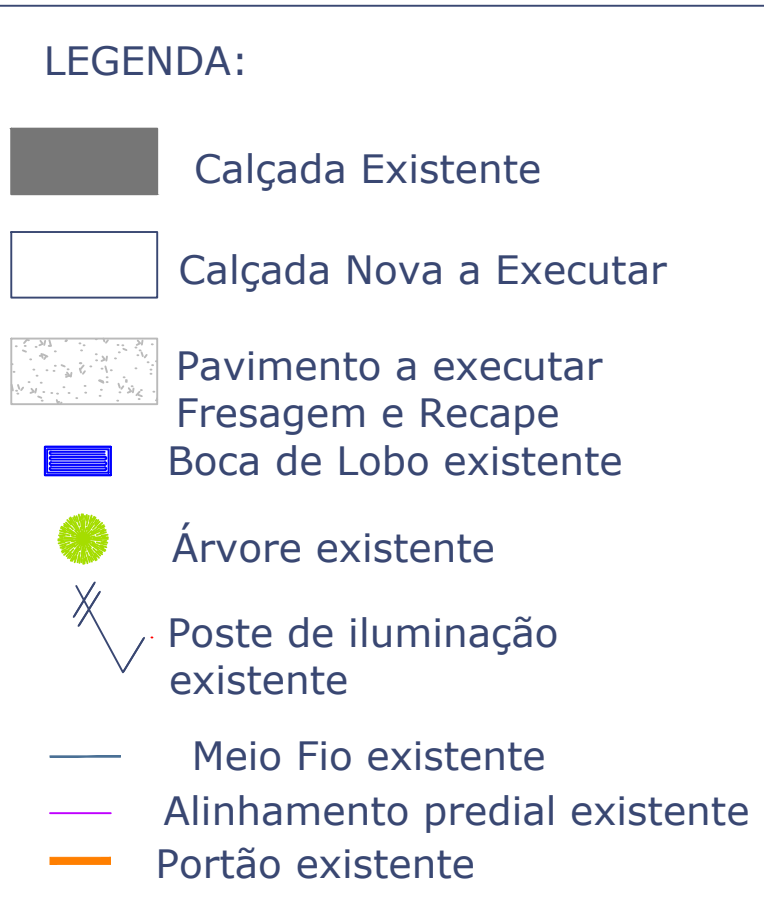 LEGENDA:
Calçada Existente
Calçada Nova a Executar
Pavimento a executar
Fresagem e Recape
Boca de Lobo existente
Árvore existente
Poste de iluminação
existente
Meio Fio existente
Alinhamento predial existente
Portão existente